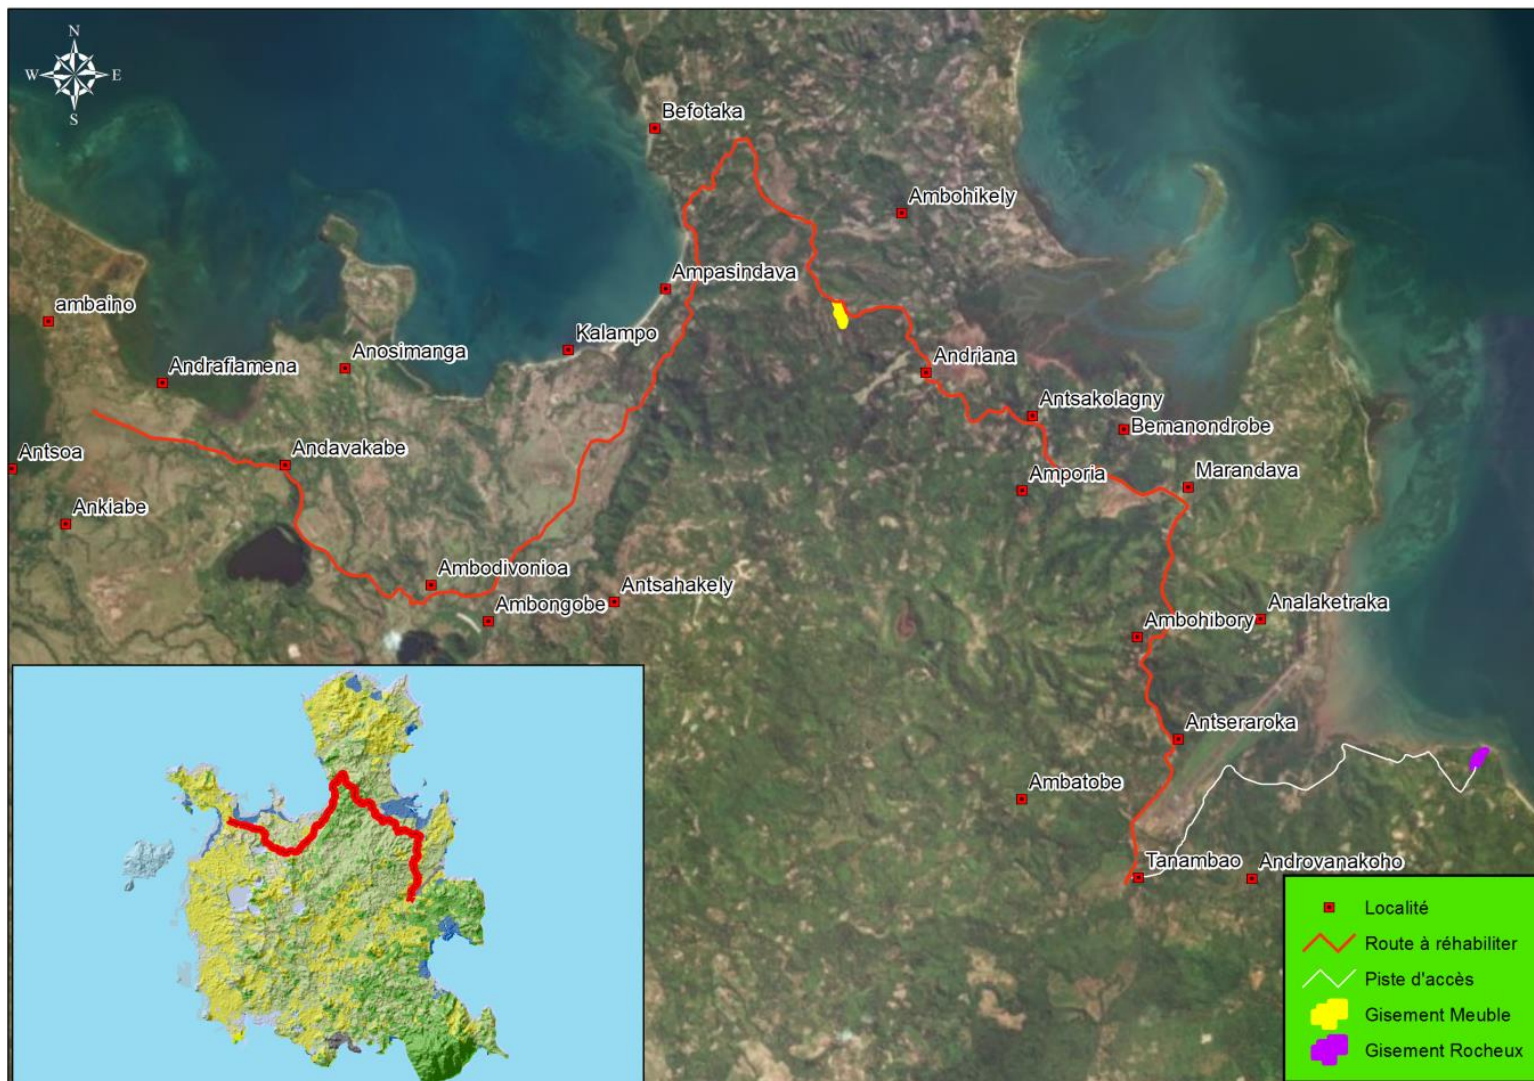 N
W E
S
Befotaka
Ambohikely
Ampasindava
ambaino
Kalampo
Anosimanga
Andrafiamena
Andriana
Antsakolagny
Bemanondrobe
Andavakabe
Antsoa
Amporia
Marandava
Ankiabe
Ambodivonioa
Antsahakely
Ambongobe
Analaketraka
Ambohibory
Antseraroka
Ambatobe
Tanambao
Androvanakoho
Localité
Route à réhabiliter
Piste d'accès
Gisement Meuble
Gisement Rocheux